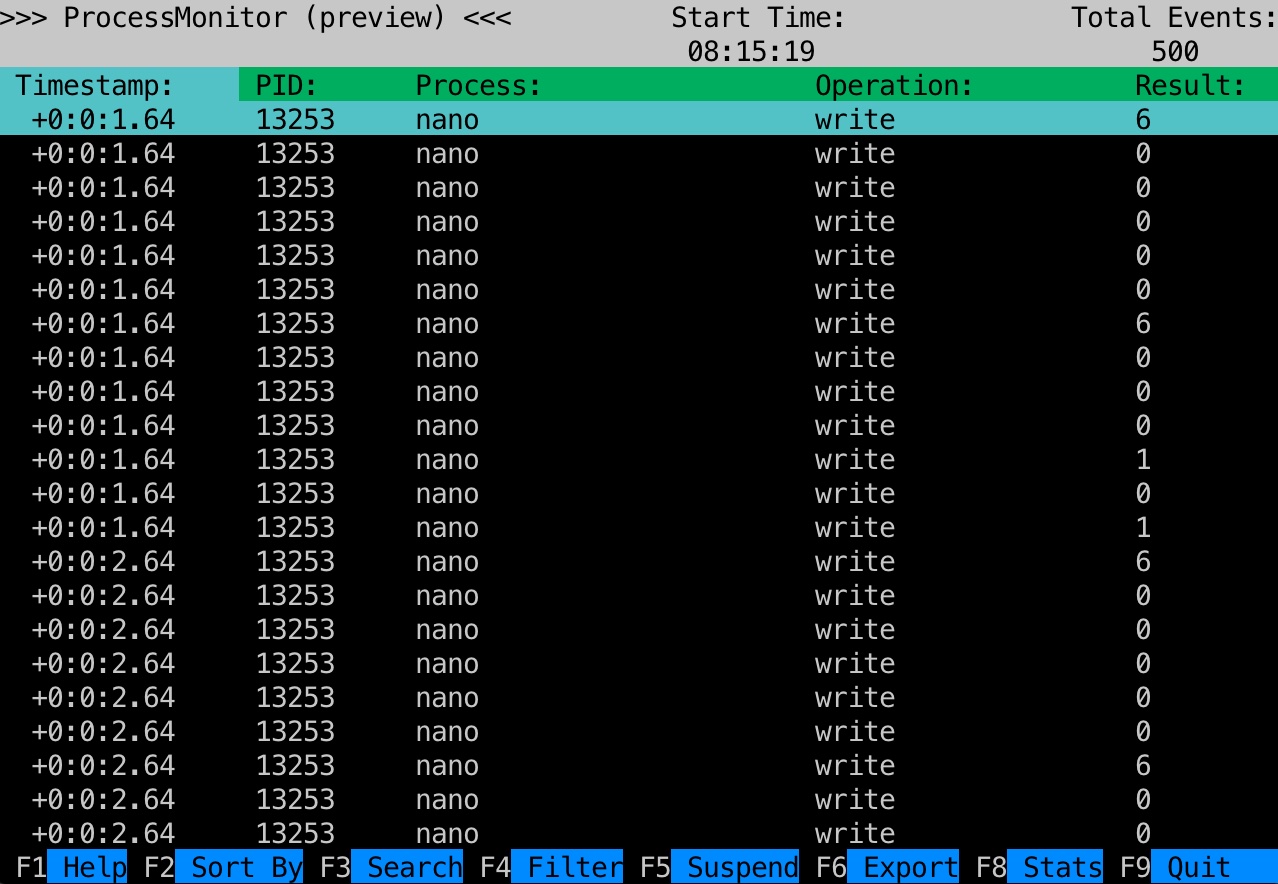 >>> ProcessMonitor (preview) <<< Start Time: Total Events:
08:15:19 500
Timestamp: PID: Process: Operation: Result:
+0:0:1.64 13253 nano write 6
+0:0:1.64 13253 nano write 0
+0:0:1.64 13253 nano write 0
+0:0:1.64 13253 nano write 0
+0:0:1.64 13253 nano write 0
+0:0:1.64 13253 nano write 0
+0:0:1.64 13253 nano write 6
+0:0:1.64 13253 nano write 0
+0:0:1.64 13253 nano write 0
+0:0:1.64 13253 nano write 0
+0:0:1.64 13253 nano write 1
+0:0:1.64 13253 nano write 0
+0:0:1.64 13253 nano write 1
+0:0:2.64 13253 nano write 6
+0:0:2.64 13253 nano write 0
+0:0:2.64 13253 nano write 0
+0:0:2.64 13253 nano write 0
+0:0:2.64 13253 nano write 0
+0:0:2.64 13253 nano write 0
+0:0:2.64 13253 nano write 6
+0:0:2.64 13253 nano write 0
+0:0:2.64 13253 nano write 0
F1 Help F2 Sort By F3 Search F4 Filter F5 Suspend F6 Export F8 Stats F9 Quit